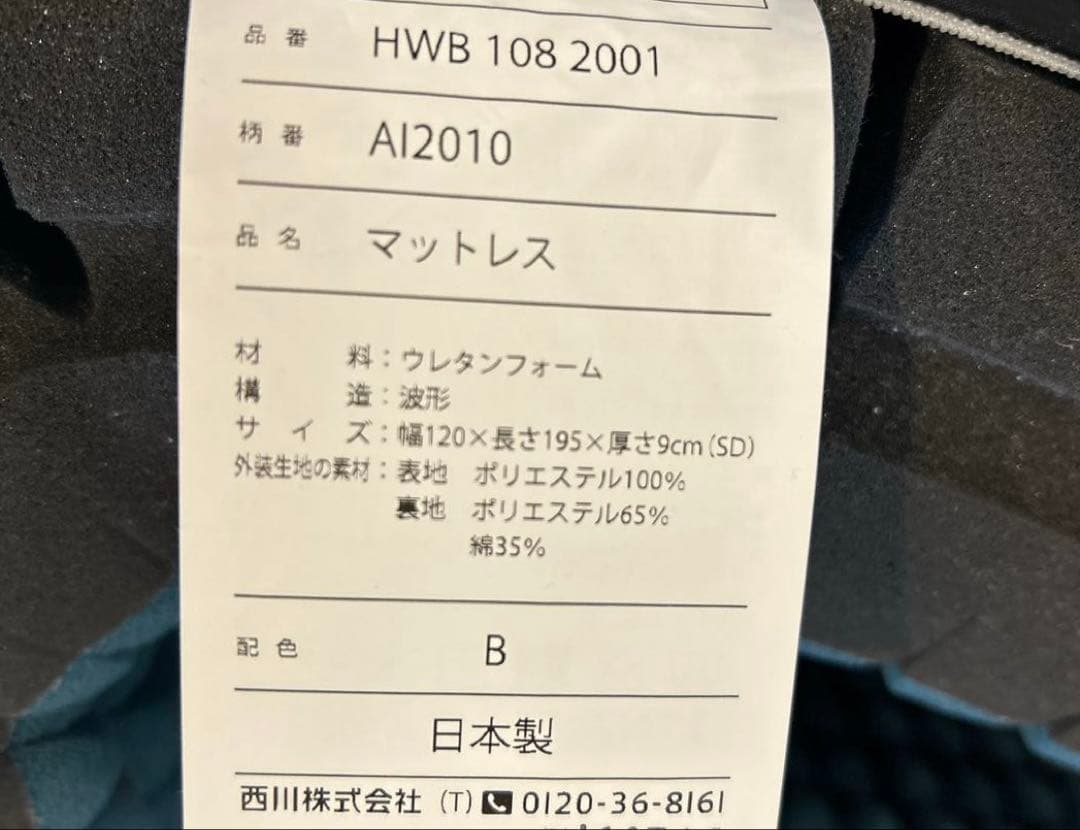 品番 HWB 108 2001
柄番 AI2010
品名 マットレス
材料：ウレタンフォーム
構造：波形
サイズ：幅120×長さ195×厚さ9cm(SD)
外装生地の素材：表地 ポリエステル100%
裏地 ポリエステル65%
綿35%
配色 B
日本製
西川株式会社 (T) 0120-36-8161